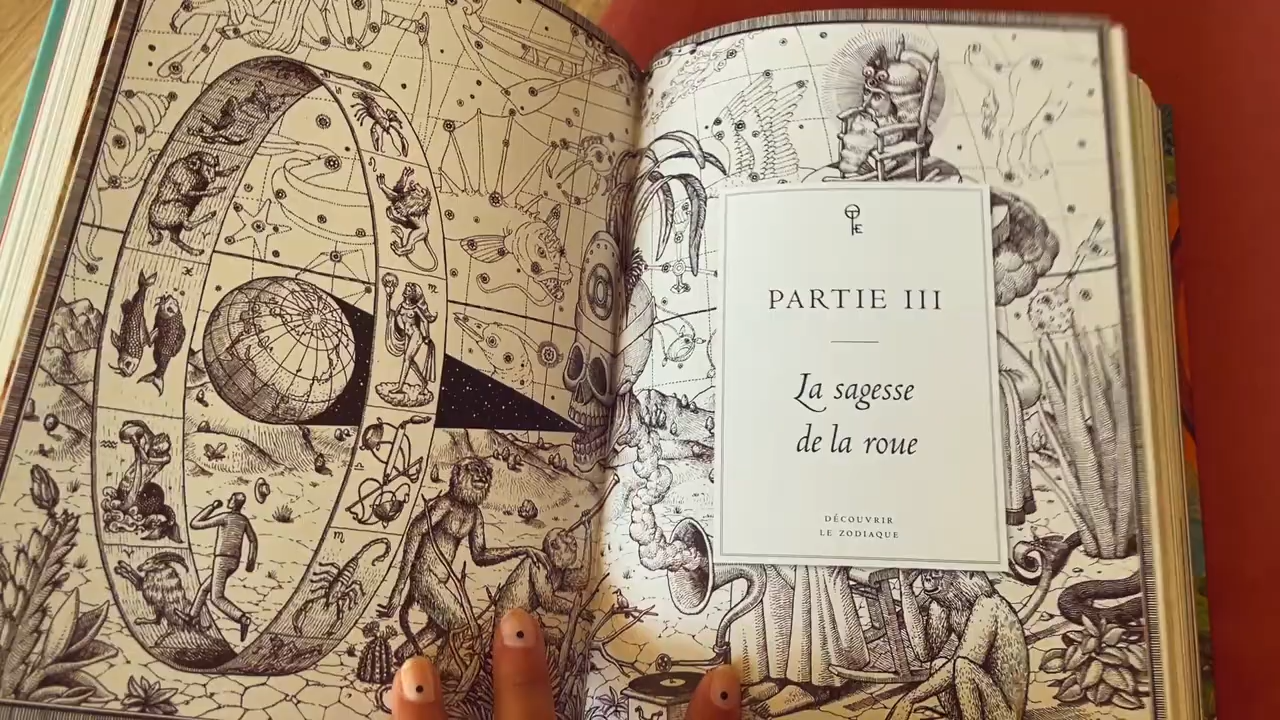 PARTIE III
La sagesse
de la roue
DÉCOUVRIR
LE ZODIAQUE